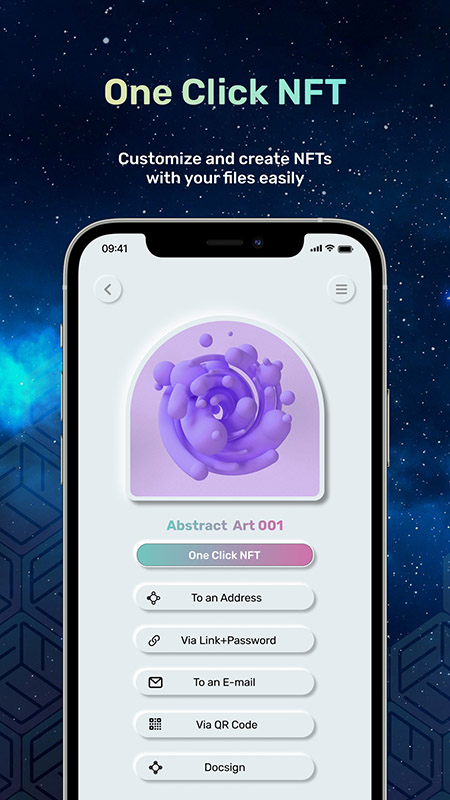 One Click NFT
Customize and create NFTs
with your files easily
09:41
Abstract Art 001
One Click NFT
To an Address
Via Link+Password
To an E-mail
Via QR Code
Docsign